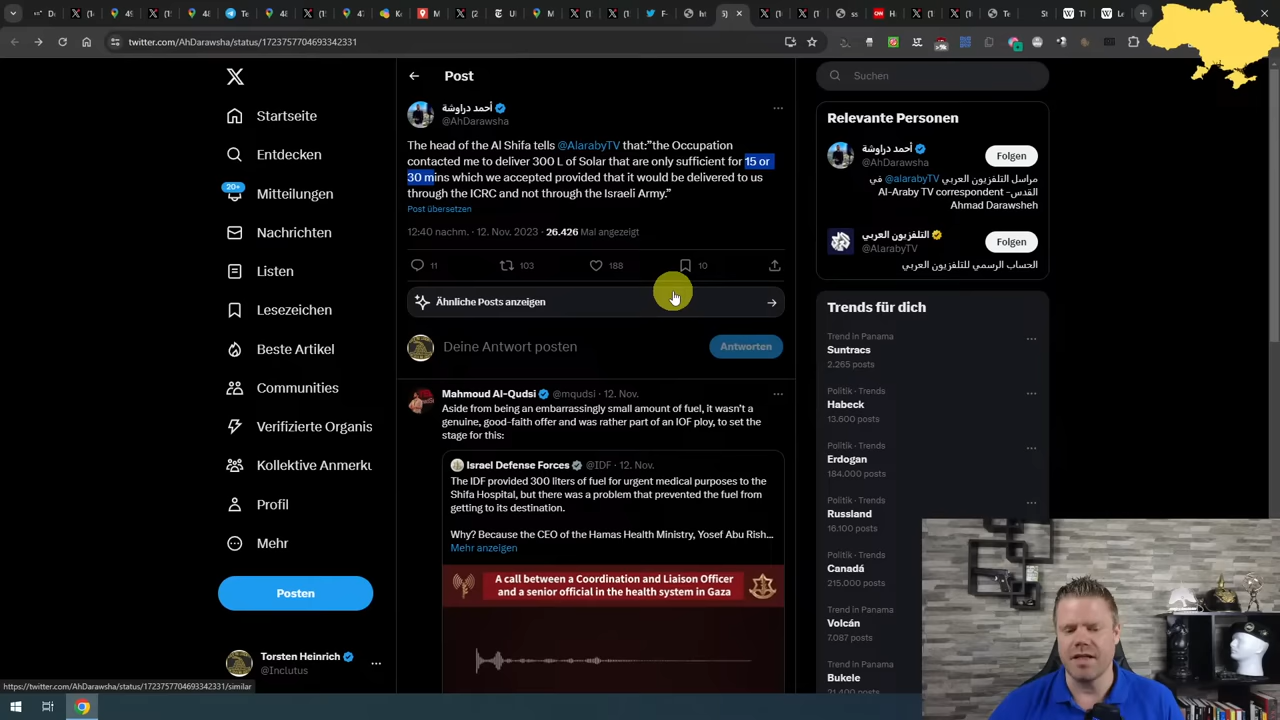 twitter.com/AhDarawsha/status/1723757704693342331
Startseite
Entdecken
20+
Mitteilungen
Nachrichten
Listen
Lesezeichen
Beste Artikel
Communities
Verifizierte Organis
Kollektive Anmerku
Profil
Mehr
Posten
Torsten Heinrich
@Inclutus
https://twitter.com/AhDarawsha/status/1723757704693342331/similar
Post
أحمد دراوشة
@AhDarawsha
The head of the Al Shifa tells @AlarabyTV that:"the Occupation
contacted me to deliver 300 L of Solar that are only sufficient for 15 or
30 mins which we accepted provided that it would be delivered to us
through the ICRC and not through the Israeli Army."
Post übersetzen
12:40 nachm. · 12. Nov. 2023 · 26.426 Mal angezeigt
11 103 188 10
Ähnliche Posts anzeigen
Deine Antwort posten
Antworten
Mahmoud Al-Qudsi @mqudsi · 12. Nov.
Aside from being an embarrassingly small amount of fuel, it wasn't a
genuine, good-faith offer and was rather part of an IOF ploy, to set the
stage for this:
Israel Defense Forces @IDF · 12. Nov.
The IDF provided 300 liters of fuel for urgent medical purposes to the
Shifa Hospital, but there was a problem that prevented the fuel from
getting to its destination.
Why? Because the CEO of the Hamas Health Ministry, Yosef Abu Rish...
Mehr anzeigen
A call between a Coordination and Liaison Officer
and a senior official in the health system in Gaza
Suchen
Relevante Personen
أحمد دراوشة
@AhDarawsha
Folgen
مراسل التلفزيون العربي @alarabytv في
القدس- Al-Araby TV correspondent
Ahmad Darawsheh
التلفزيون العربي
@AlarabyTV
Folgen
الحساب الرسمي للتلفزيون العربي
Trends für dich
Trend in Panama
Suntracs
2.265 posts
Politik · Trends
Habeck
13.600 posts
Politik · Trends
Erdogan
184.000 posts
Politik · Trends
Russland
16.100 posts
Trend in Panama
Canadá
215.000 posts
Trend in Panama
Volcán
7.087 posts
Trend in Panama
Bukele
21.400 posts